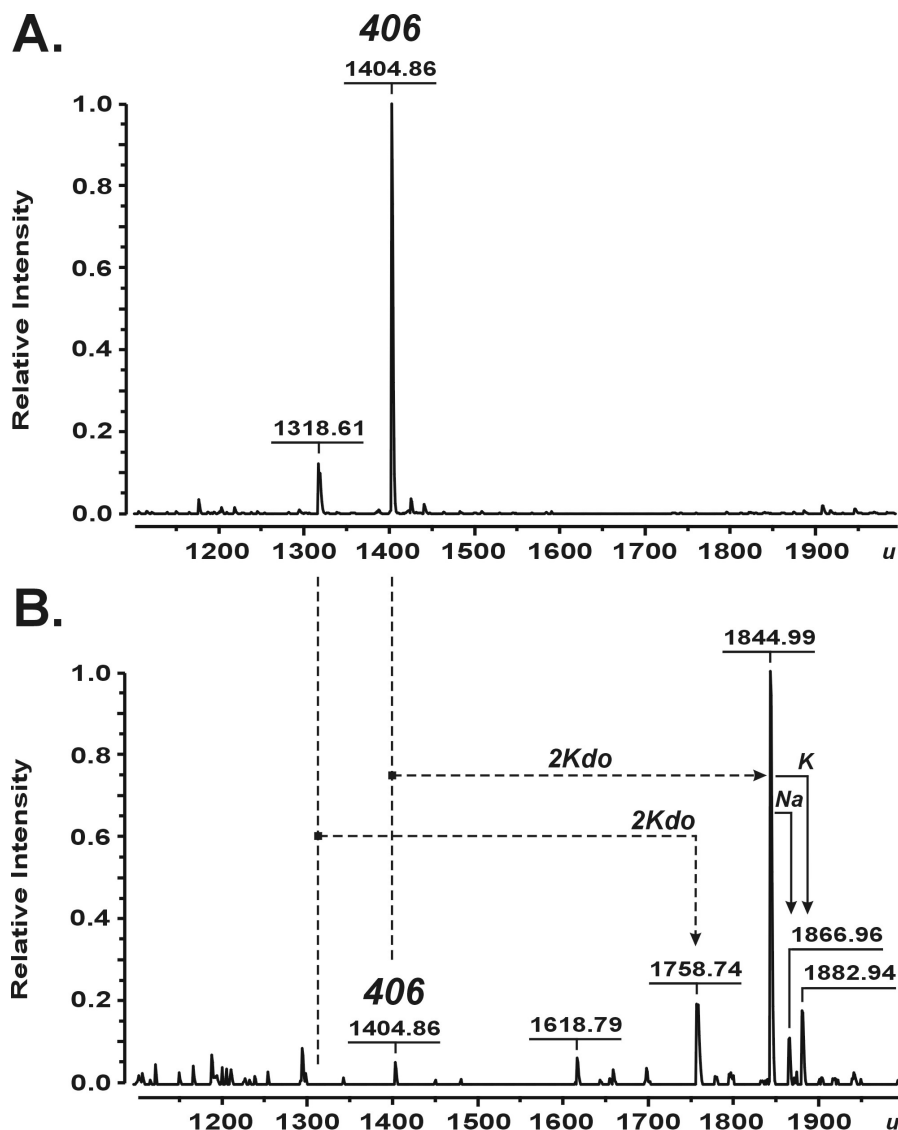 A.
406
1404.86
1318.61
Relative Intensity
1.0
0.8
0.6
0.4
0.2
0.0
1200 1300 1400 1500 1600 1700 1800 1900 u
B.
1844.99
2Kdo
K
Na
2Kdo
1866.96
1882.94
1758.74
406
1404.86
1618.79
Relative Intensity
1.0
0.8
0.6
0.4
0.2
0.0
1200 1300 1400 1500 1600 1700 1800 1900 u